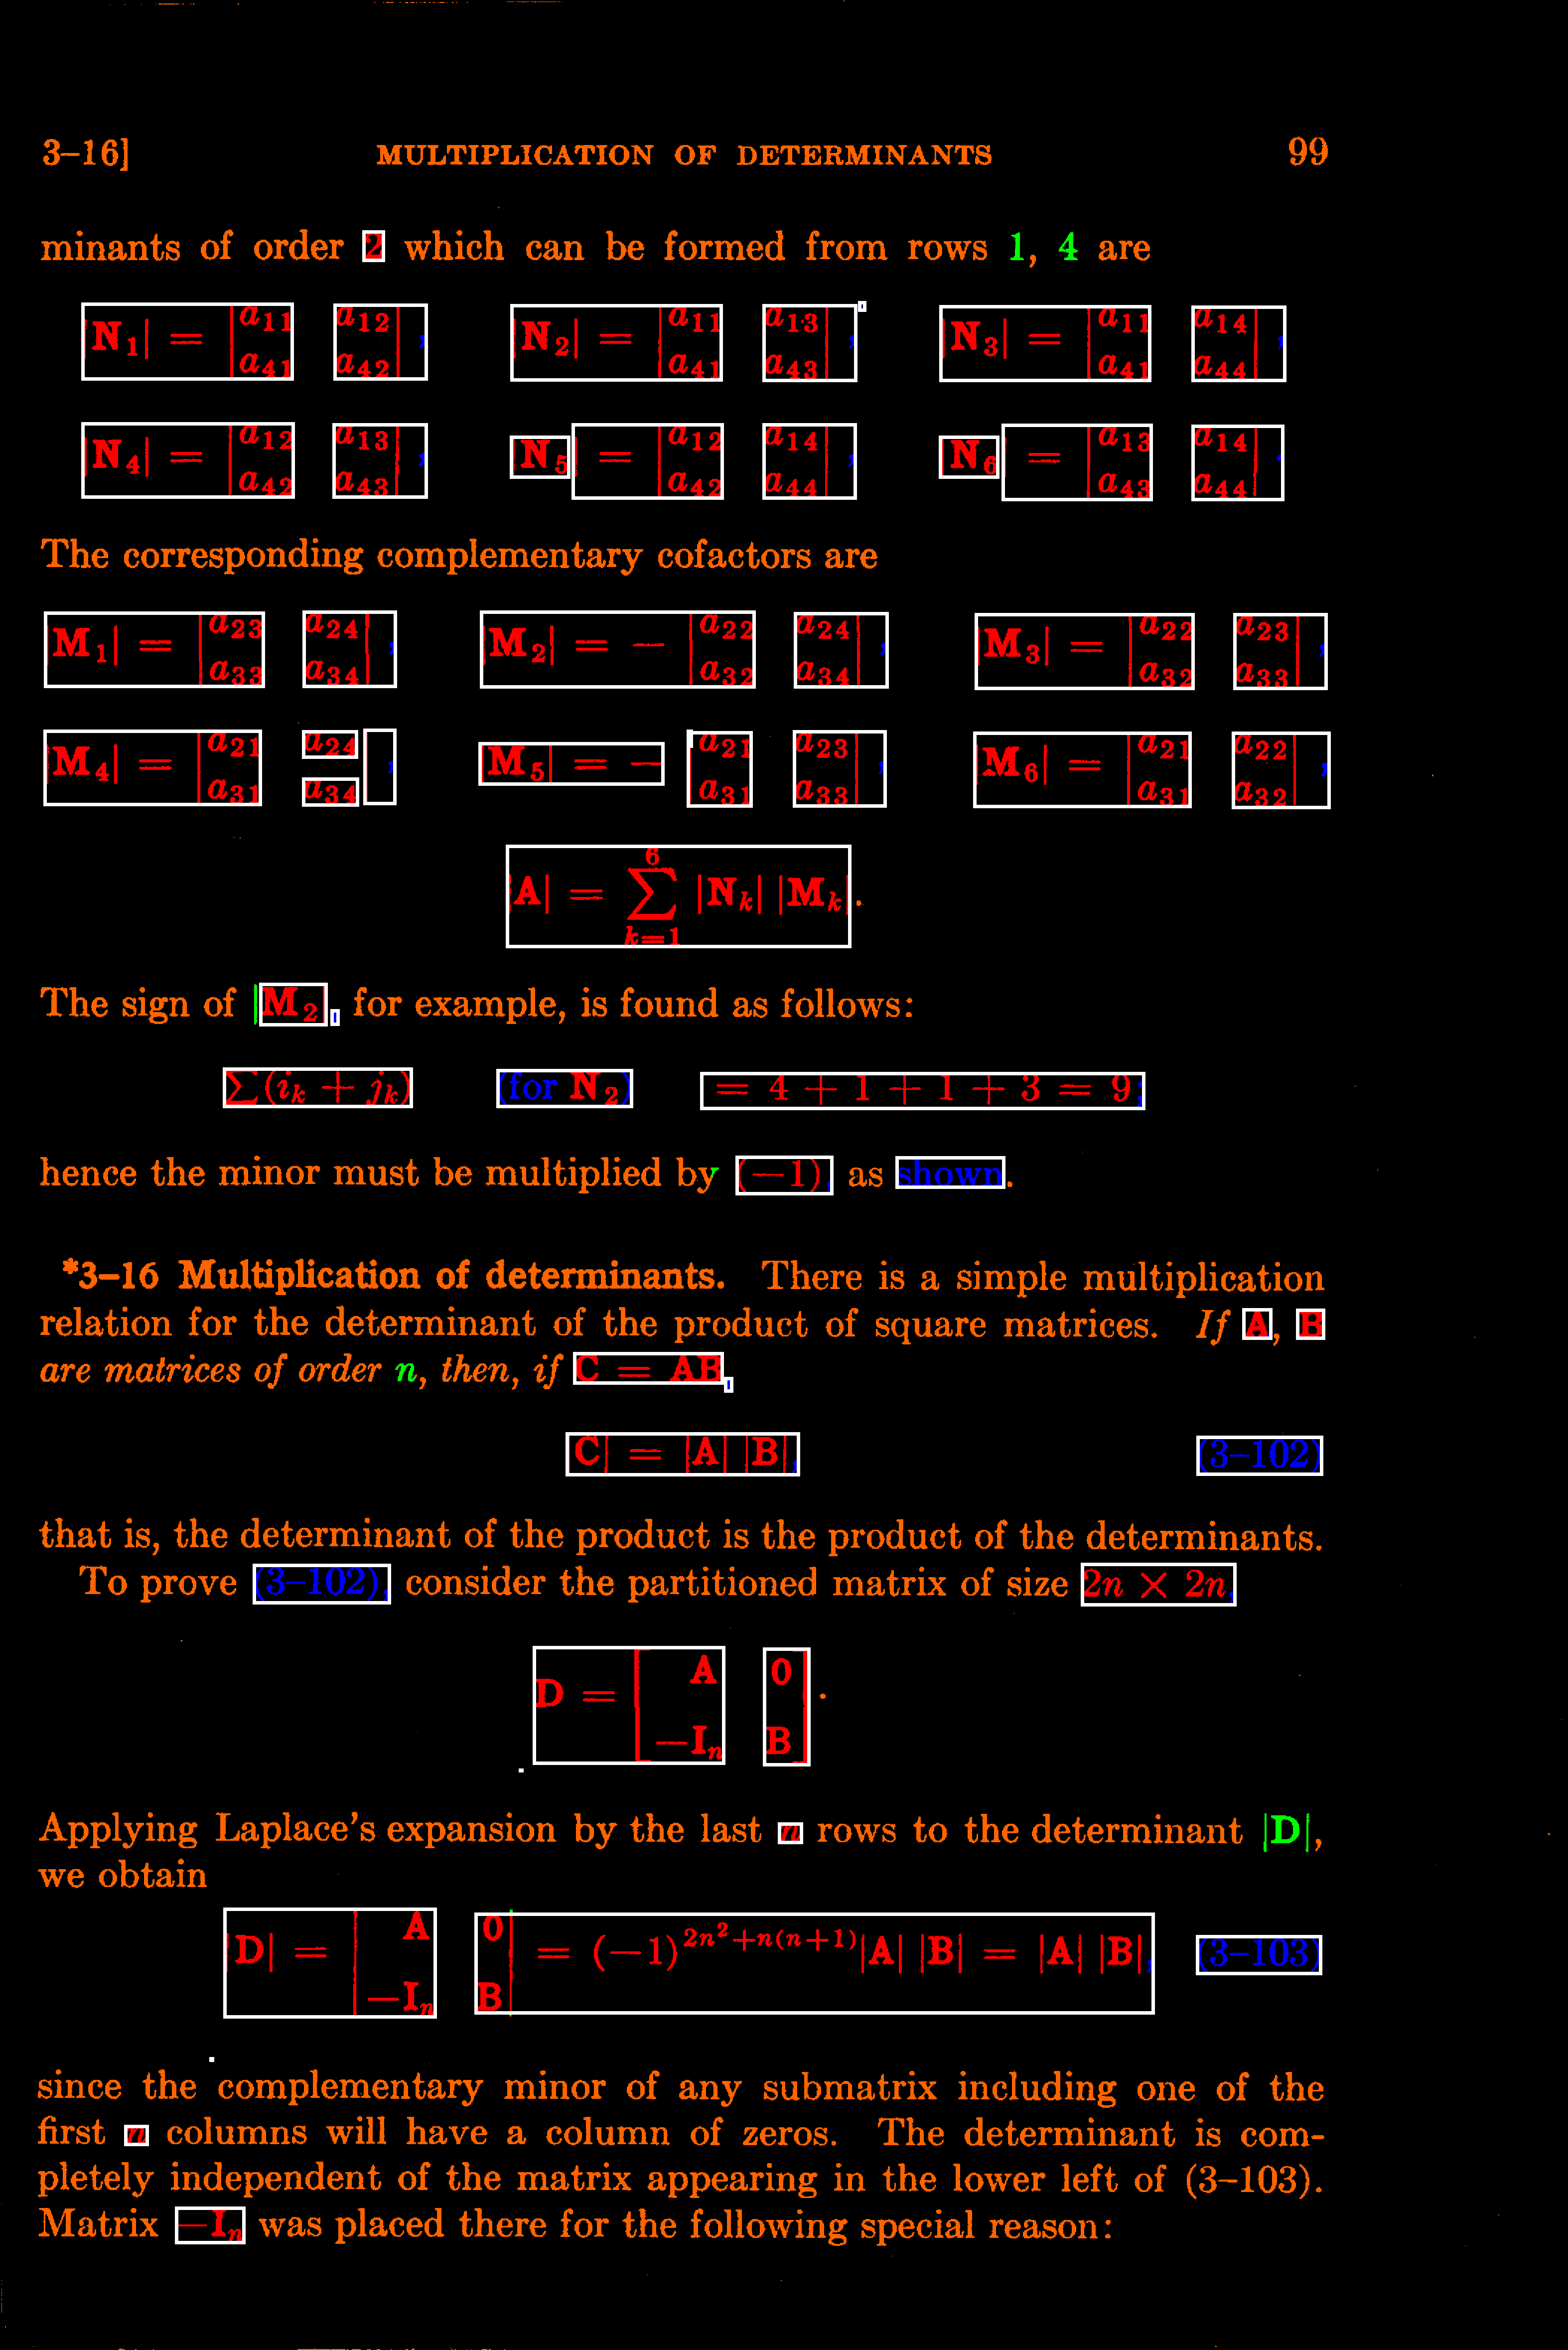 3–16] MULTIPLICATION OF DETERMINANTS 99
minants of order 2 which can be formed from rows 1, 4 are
|N₁| = |a₁₁ a₁₂; a₄₁ a₄₂|, |N₂| = |a₁₁ a₁₃; a₄₁ a₄₃|, |N₃| = |a₁₁ a₁₄; a₄₁ a₄₄|,
|N₄| = |a₁₂ a₁₃; a₄₂ a₄₃|, |N₅| = |a₁₂ a₁₄; a₄₂ a₄₄|, |N₆| = |a₁₃ a₁₄; a₄₃ a₄₄|.
The corresponding complementary cofactors are
|M₁| = |a₂₃ a₂₄; a₃₃ a₃₄|, |M₂| = − |a₂₂ a₂₄; a₃₂ a₃₄|, |M₃| = |a₂₂ a₂₃; a₃₂ a₃₃|,
|M₄| = |a₂₁ a₂₄; a₃₁ a₃₄|, |M₅| = − |a₂₁ a₂₃; a₃₁ a₃₃|, |M₆| = |a₂₁ a₂₂; a₃₁ a₃₂|,
|A| = ∑_{k=1}^{6} |N_k| |M_k|.
The sign of |M₂|, for example, is found as follows:
∑(i_k + j_k) (for N₂) = 4 + 1 + 1 + 3 = 9;
hence the minor must be multiplied by (−1), as shown.
*3–16 Multiplication of determinants. There is a simple multiplication
relation for the determinant of the product of square matrices. If A, B
are matrices of order n, then, if C = AB,
|C| = |A| |B|, (3–102)
that is, the determinant of the product is the product of the determinants.
To prove (3–102), consider the partitioned matrix of size 2n × 2n,
D = [A 0; −I_n B].
Applying Laplace's expansion by the last n rows to the determinant |D|,
we obtain
|D| = |A 0; −I_n B| = (−1)^{2n²+n(n+1)}|A| |B| = |A| |B|, (3–103)
since the complementary minor of any submatrix including one of the
first n columns will have a column of zeros. The determinant is com-
pletely independent of the matrix appearing in the lower left of (3–103).
Matrix −I_n was placed there for the following special reason: